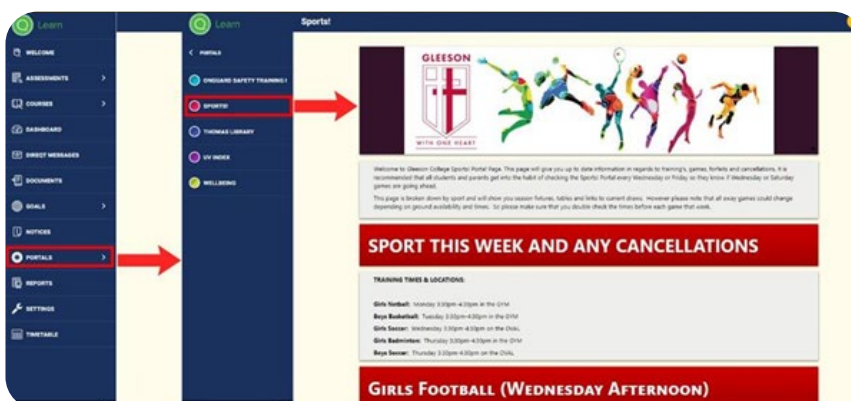 Learn
WELCOME
ASSESSMENTS
COURSES
DASHBOARD
DIRECT MESSAGES
DOCUMENTS
GOALS
NOTICES
PORTALS
REPORTS
SETTINGS
TIMETABLE
Learn
PORTALS
ONGUARD SAFETY TRAINING
SPORTS!
THOMAS LIBRARY
UV INDEX
WELLBEING
Sports!
GLEESON
WITH ONE HEART
Welcome to Gleeson College Sports! Portal Page. This page will give you up to date information in regards to training's, games, forfeits and cancellations. It is
recommended that all students and parents get into the habit of checking the Sports! Portal every Wednesday or Friday so they know if Wednesday or Saturday
games are going ahead.
This page is broken down by sport and will show you season fixtures, tables and links to current draws. However please note that all away games could change
depending on ground availability and times. So please make sure that you double check the times before each game that week.
SPORT THIS WEEK AND ANY CANCELLATIONS
TRAINING TIMES & LOCATIONS:
Girls Netball: Monday 3:30pm-4:30pm in the GYM
Boys Basketball: Tuesday 3:30pm-4:30pm in the GYM
Girls Soccer: Wednesday 3:30pm-4:30pm on the OVAL
Girls Badminton: Thursday 3:30pm-4:30pm in the GYM
Boys Soccer: Thursday 3:30pm-4:30pm on the OVAL
GIRLS FOOTBALL (WEDNESDAY AFTERNOON)